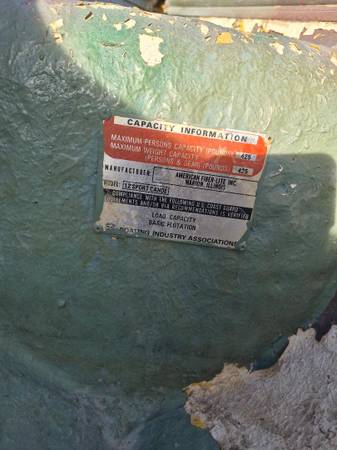 CAPACITY INFORMATION
MAXIMUM PERSONS CAPACITY (POUNDS) 425
MAXIMUM WEIGHT CAPACITY
(PERSONS & GEAR) (POUNDS) 425
MANUFACTURER: AMERICAN FIBER-LITE INC.
MARION, ILLINOIS
MODEL: 12'SPORT CANOE
COMPLIANCE WITH THE FOLLOWING U.S. COAST GUARD
REQUIREMENTS AND/OR BIA RECOMMENDATIONS IS VERIFIED
LOAD CAPACITY
BASIC FLOTATION
BOATING INDUSTRY ASSOCIATIONS